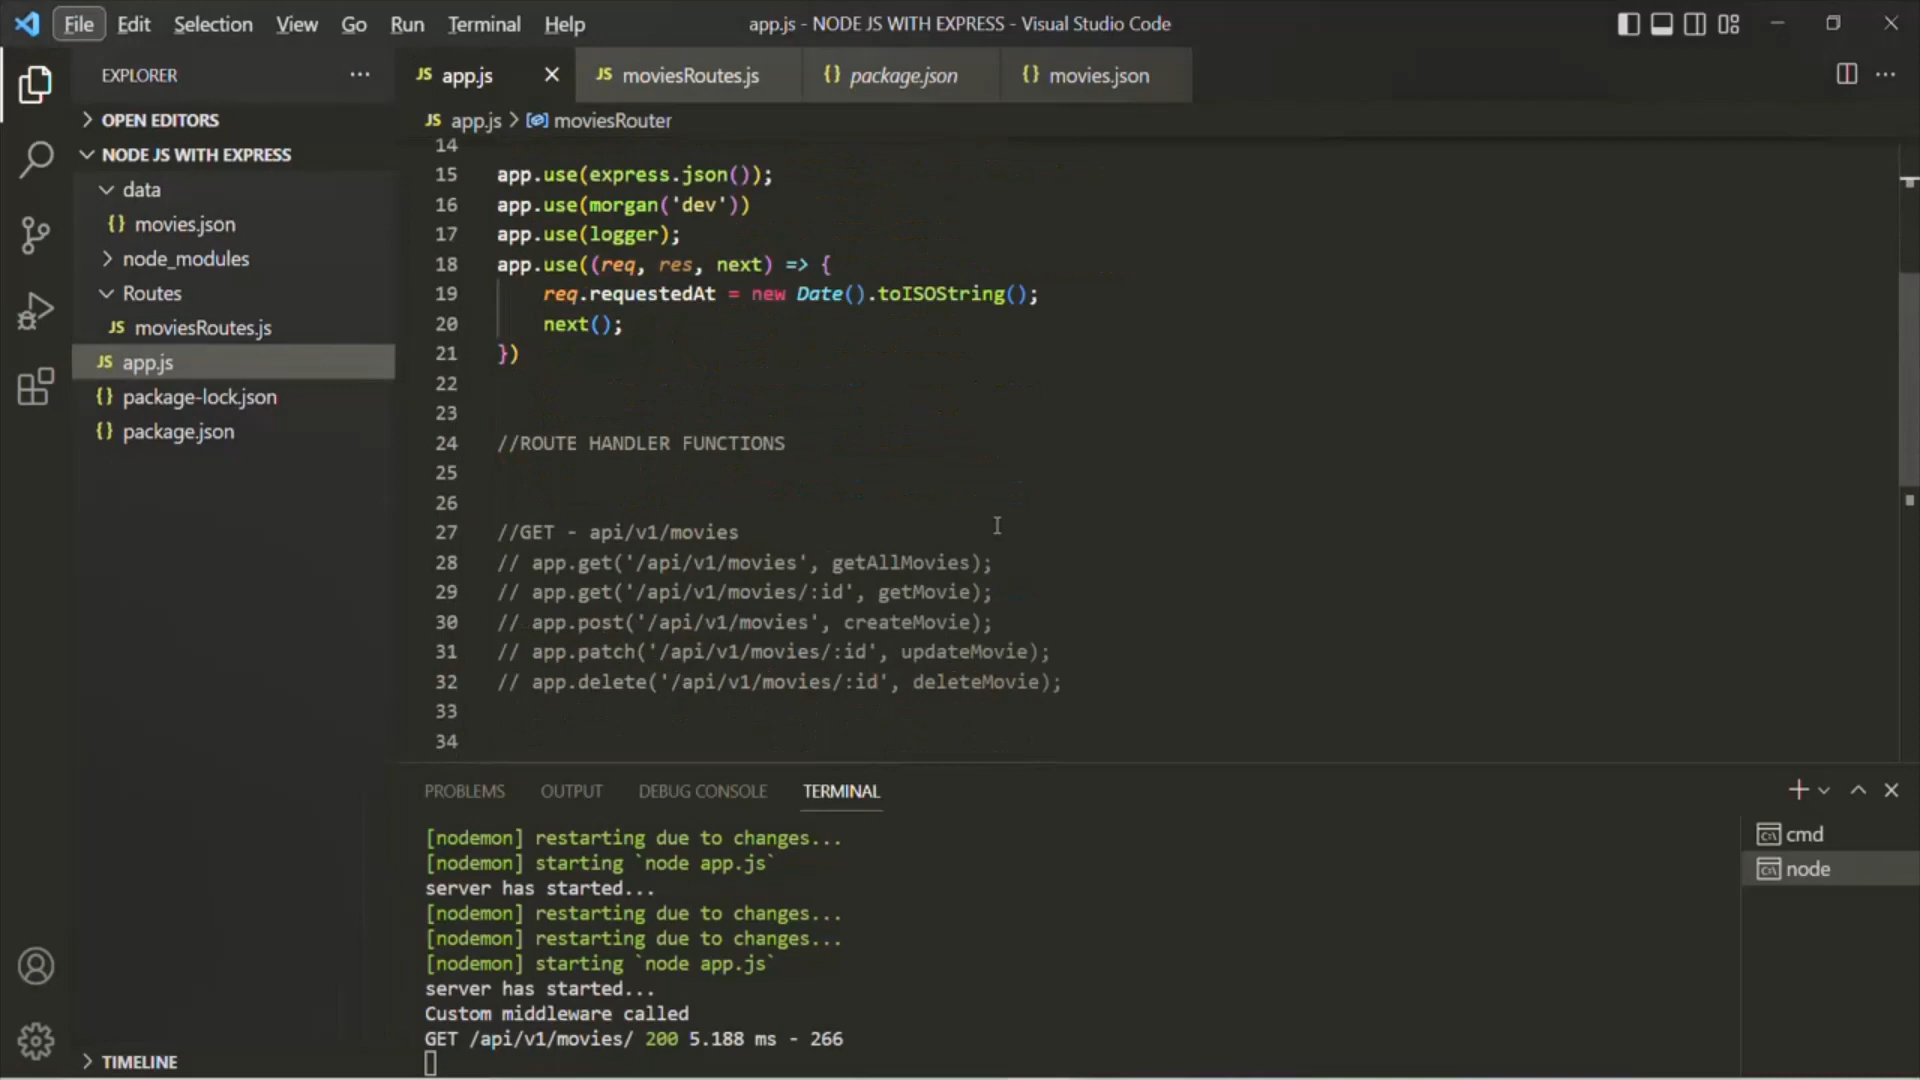 File Edit Selection View Go Run Terminal Help app.js - NODE JS WITH EXPRESS - Visual Studio Code
EXPLORER ···
JS app.js × JS moviesRoutes.js {} package.json {} movies.json
OPEN EDITORS
JS app.js > moviesRouter
NODE JS WITH EXPRESS
data
{} movies.json
node_modules
Routes
JS moviesRoutes.js
JS app.js
{} package-lock.json
{} package.json
TIMELINE
14
15 app.use(express.json());
16 app.use(morgan('dev'))
17 app.use(logger);
18 app.use((req, res, next) => {
19 req.requestedAt = new Date().toISOString();
20 next();
21 })
22
23
24 //ROUTE HANDLER FUNCTIONS
25
26
27 //GET - api/v1/movies
28 // app.get('/api/v1/movies', getAllMovies);
29 // app.get('/api/v1/movies/:id', getMovie);
30 // app.post('/api/v1/movies', createMovie);
31 // app.patch('/api/v1/movies/:id', updateMovie);
32 // app.delete('/api/v1/movies/:id', deleteMovie);
33
34
PROBLEMS OUTPUT DEBUG CONSOLE TERMINAL
[nodemon] restarting due to changes...
[nodemon] starting `node app.js`
server has started...
[nodemon] restarting due to changes...
[nodemon] restarting due to changes...
[nodemon] starting `node app.js`
server has started...
Custom middleware called
GET /api/v1/movies/ 200 5.188 ms - 266
cmd
node